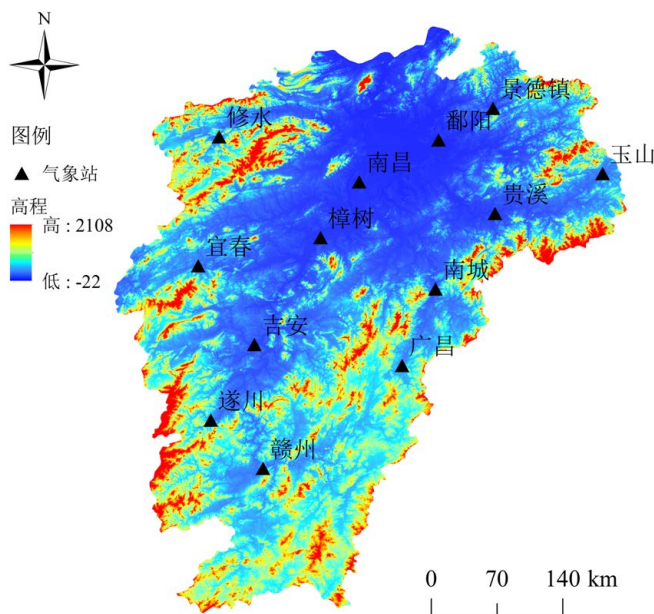 N
图例
▲ 气象站
高程
高 : 2108
低 : -22
景德镇
修水
鄱阳
玉山
南昌
贵溪
樟树
宜春
南城
吉安
广昌
遂川
赣州
0 70 140 km